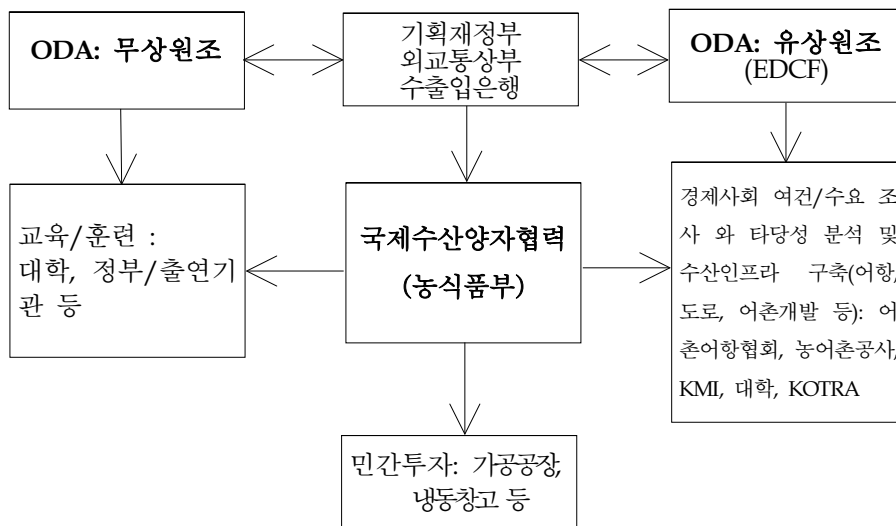 ODA: 무상원조
기획재정부
외교통상부
수출입은행
ODA: 유상원조
(EDCF)
교육/훈련 :
대학, 정부/출연기
관 등
국제수산양자협력
(농식품부)
경제사회 여건/수요 조
사 와 타당성 분석 및
수산인프라 구축(어항/
도로, 어촌개발 등): 어
촌어항협회, 농어촌공사,
KMI, 대학, KOTRA
민간투자: 가공공장,
냉동창고 등